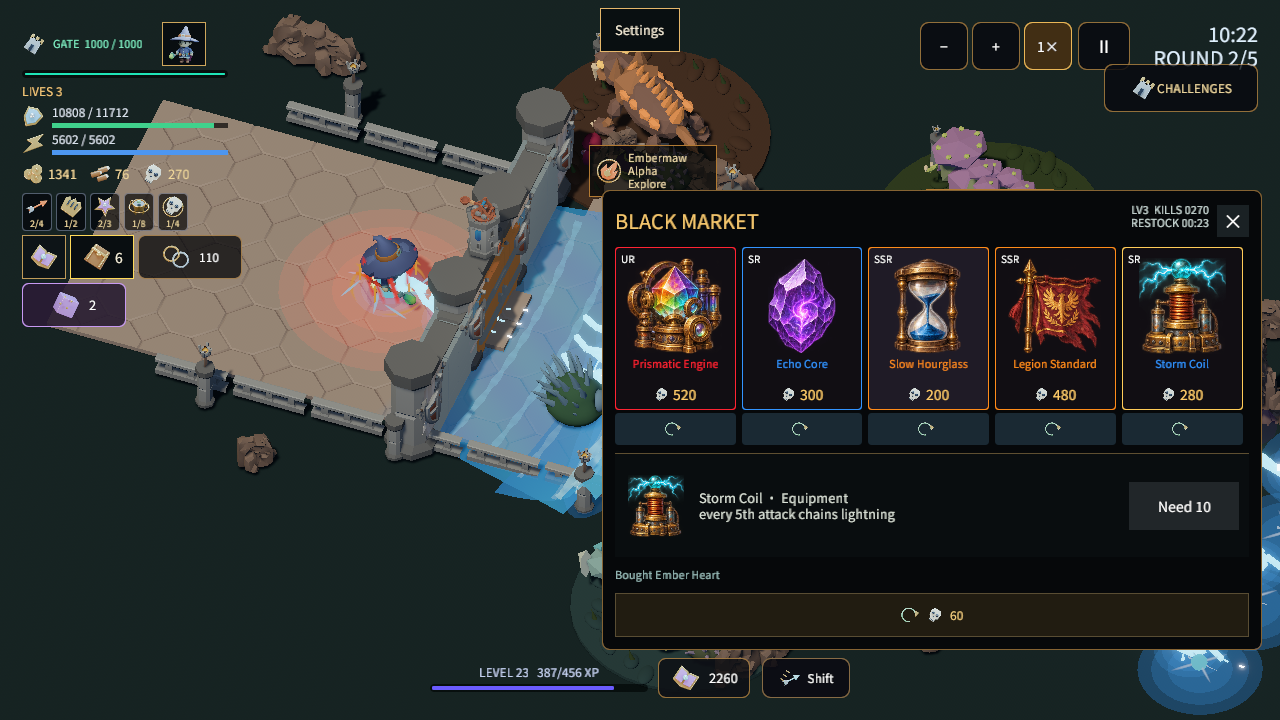 Settings
GATE 1000 / 1000
LIVES 3
10808 / 11712
5602 / 5602
1341
76
270
2/4
1/2
2/3
1/8
1/4
6
110
2
−
+
1×
10:22
ROUND 2/5
CHALLENGES
Embermaw
Alpha
Explore
BLACK MARKET
LV3 KILLS 0270
RESTOCK 00:23
UR
Prismatic Engine
520
SR
Echo Core
300
SSR
Slow Hourglass
200
SSR
Legion Standard
480
SR
Storm Coil
280
Storm Coil • Equipment
every 5th attack chains lightning
Need 10
Bought Ember Heart
60
LEVEL 23 387/456 XP
2260
Shift